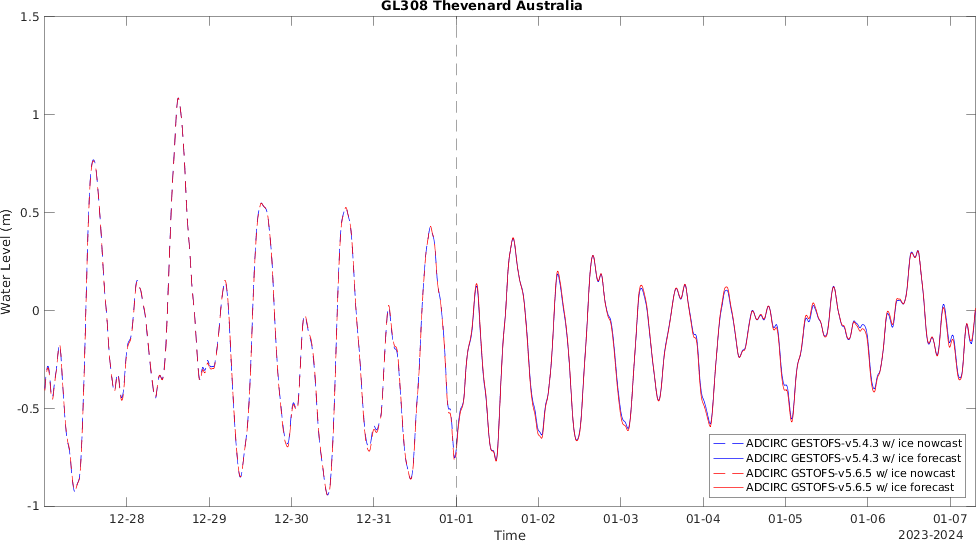 GL308 Thevenard Australia
1.5
1
0.5
0
-0.5
-1
Water Level (m)
12-28 12-29 12-30 12-31 01-01 01-02 01-03 01-04 01-05 01-06 01-07
Time
2023-2024
ADCIRC GESTOFS-v5.4.3 w/ ice nowcast
ADCIRC GESTOFS-v5.4.3 w/ ice forecast
ADCIRC GSTOFS-v5.6.5 w/ ice nowcast
ADCIRC GSTOFS-v5.6.5 w/ ice forecast